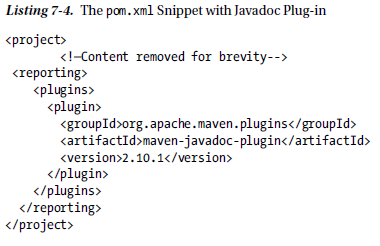 Listing 7-4. The pom.xml Snippet with Javadoc Plug-in
<project>
        <!–Content removed for brevity-->
 <reporting>
    <plugins>
      <plugin>
        <groupId>org.apache.maven.plugins</groupId>
        <artifactId>maven-javadoc-plugin</artifactId>
        <version>2.10.1</version>
      </plugin>
    </plugins>
  </reporting>
</project>